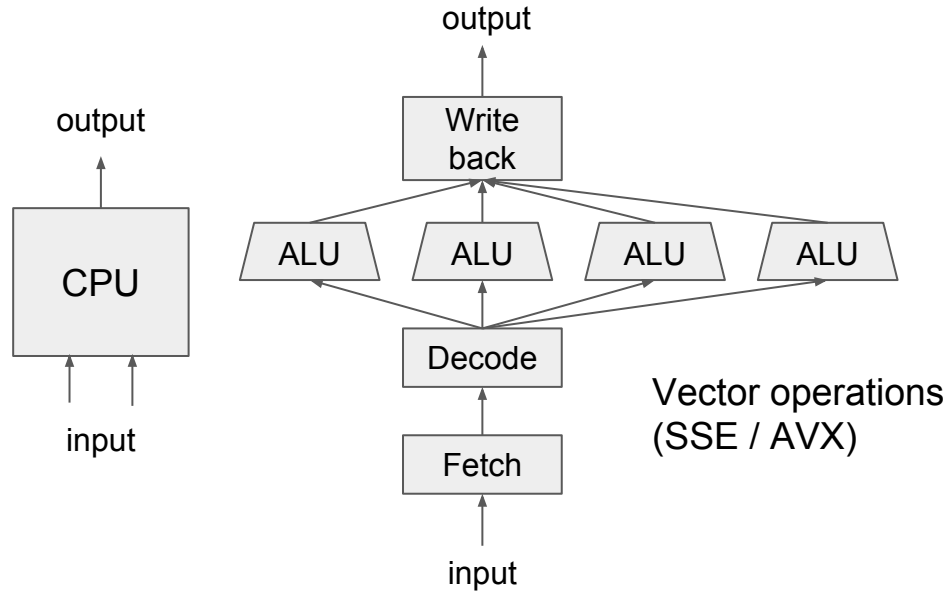 output
CPU
input
output
Write
back
ALU
ALU
ALU
ALU
Decode
Fetch
input
Vector operations
(SSE / AVX)